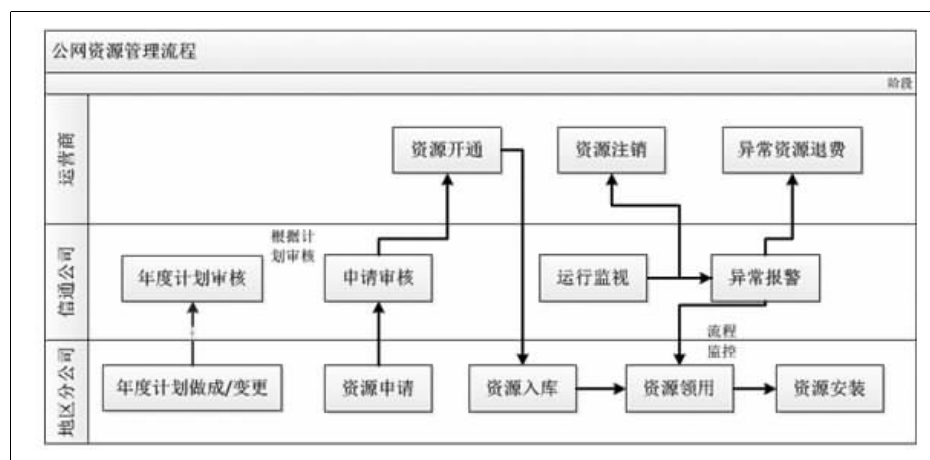 公网资源管理流程
阶段
运营商
资源开通
资源注销
异常资源退费
信通公司
根据计
划审核
年度计划审核
申请审核
运行监视
异常报警
流程
监控
地区分公司
年度计划做成/变更
资源申请
资源入库
资源领用
资源安装